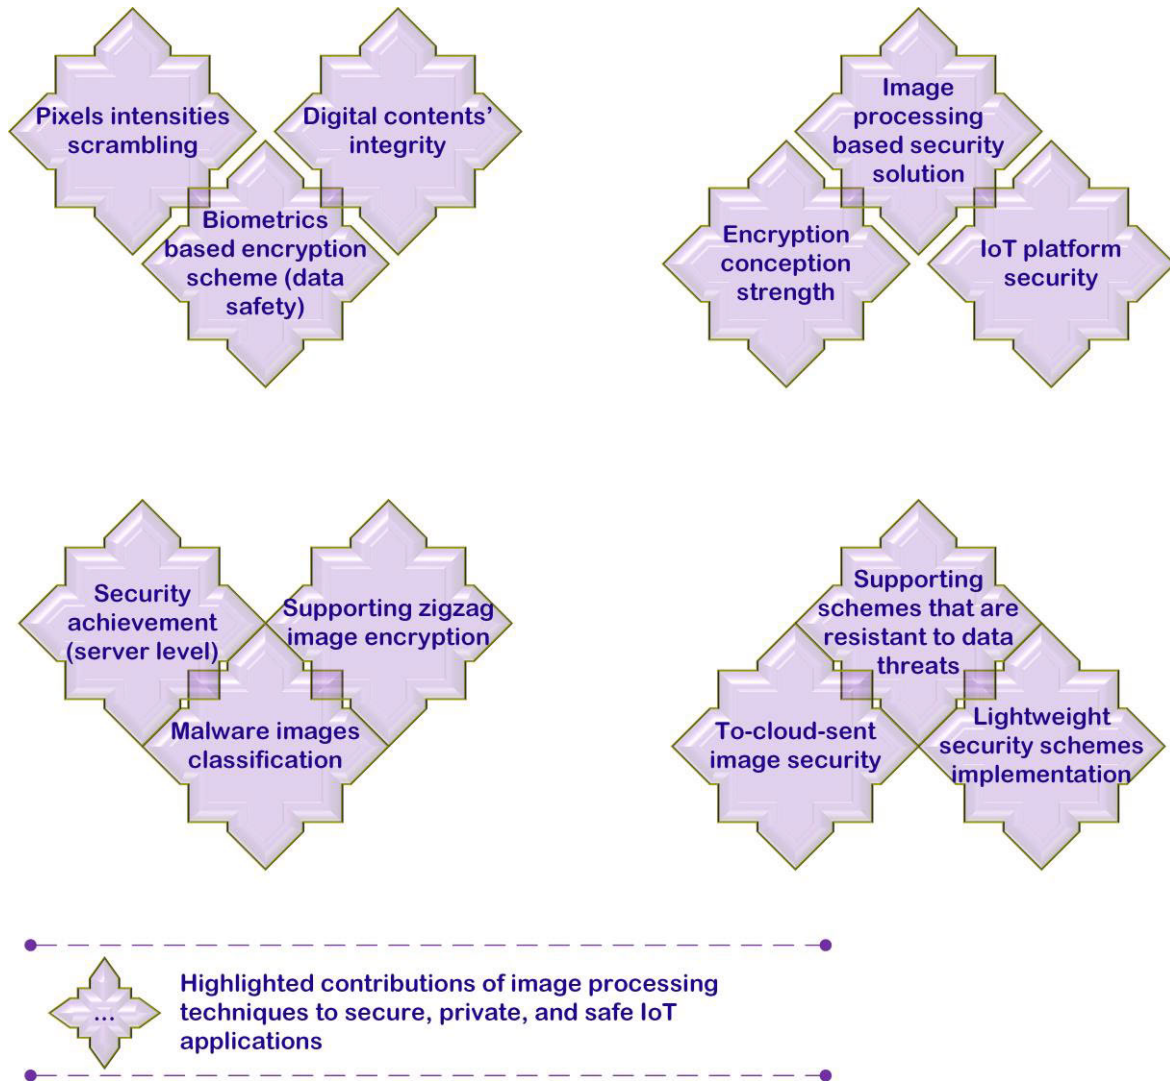 Pixels intensities
scrambling
Digital contents’
integrity
Biometrics
based encryption
scheme (data
safety)
Image
processing
based security
solution
Encryption
conception
strength
IoT platform
security
Security
achievement
(server level)
Supporting zigzag
image encryption
Malware images
classification
Supporting
schemes that are
resistant to data
threats
To-cloud-sent
image security
Lightweight
security schemes
implementation
...
Highlighted contributions of image processing
techniques to secure, private, and safe IoT
applications